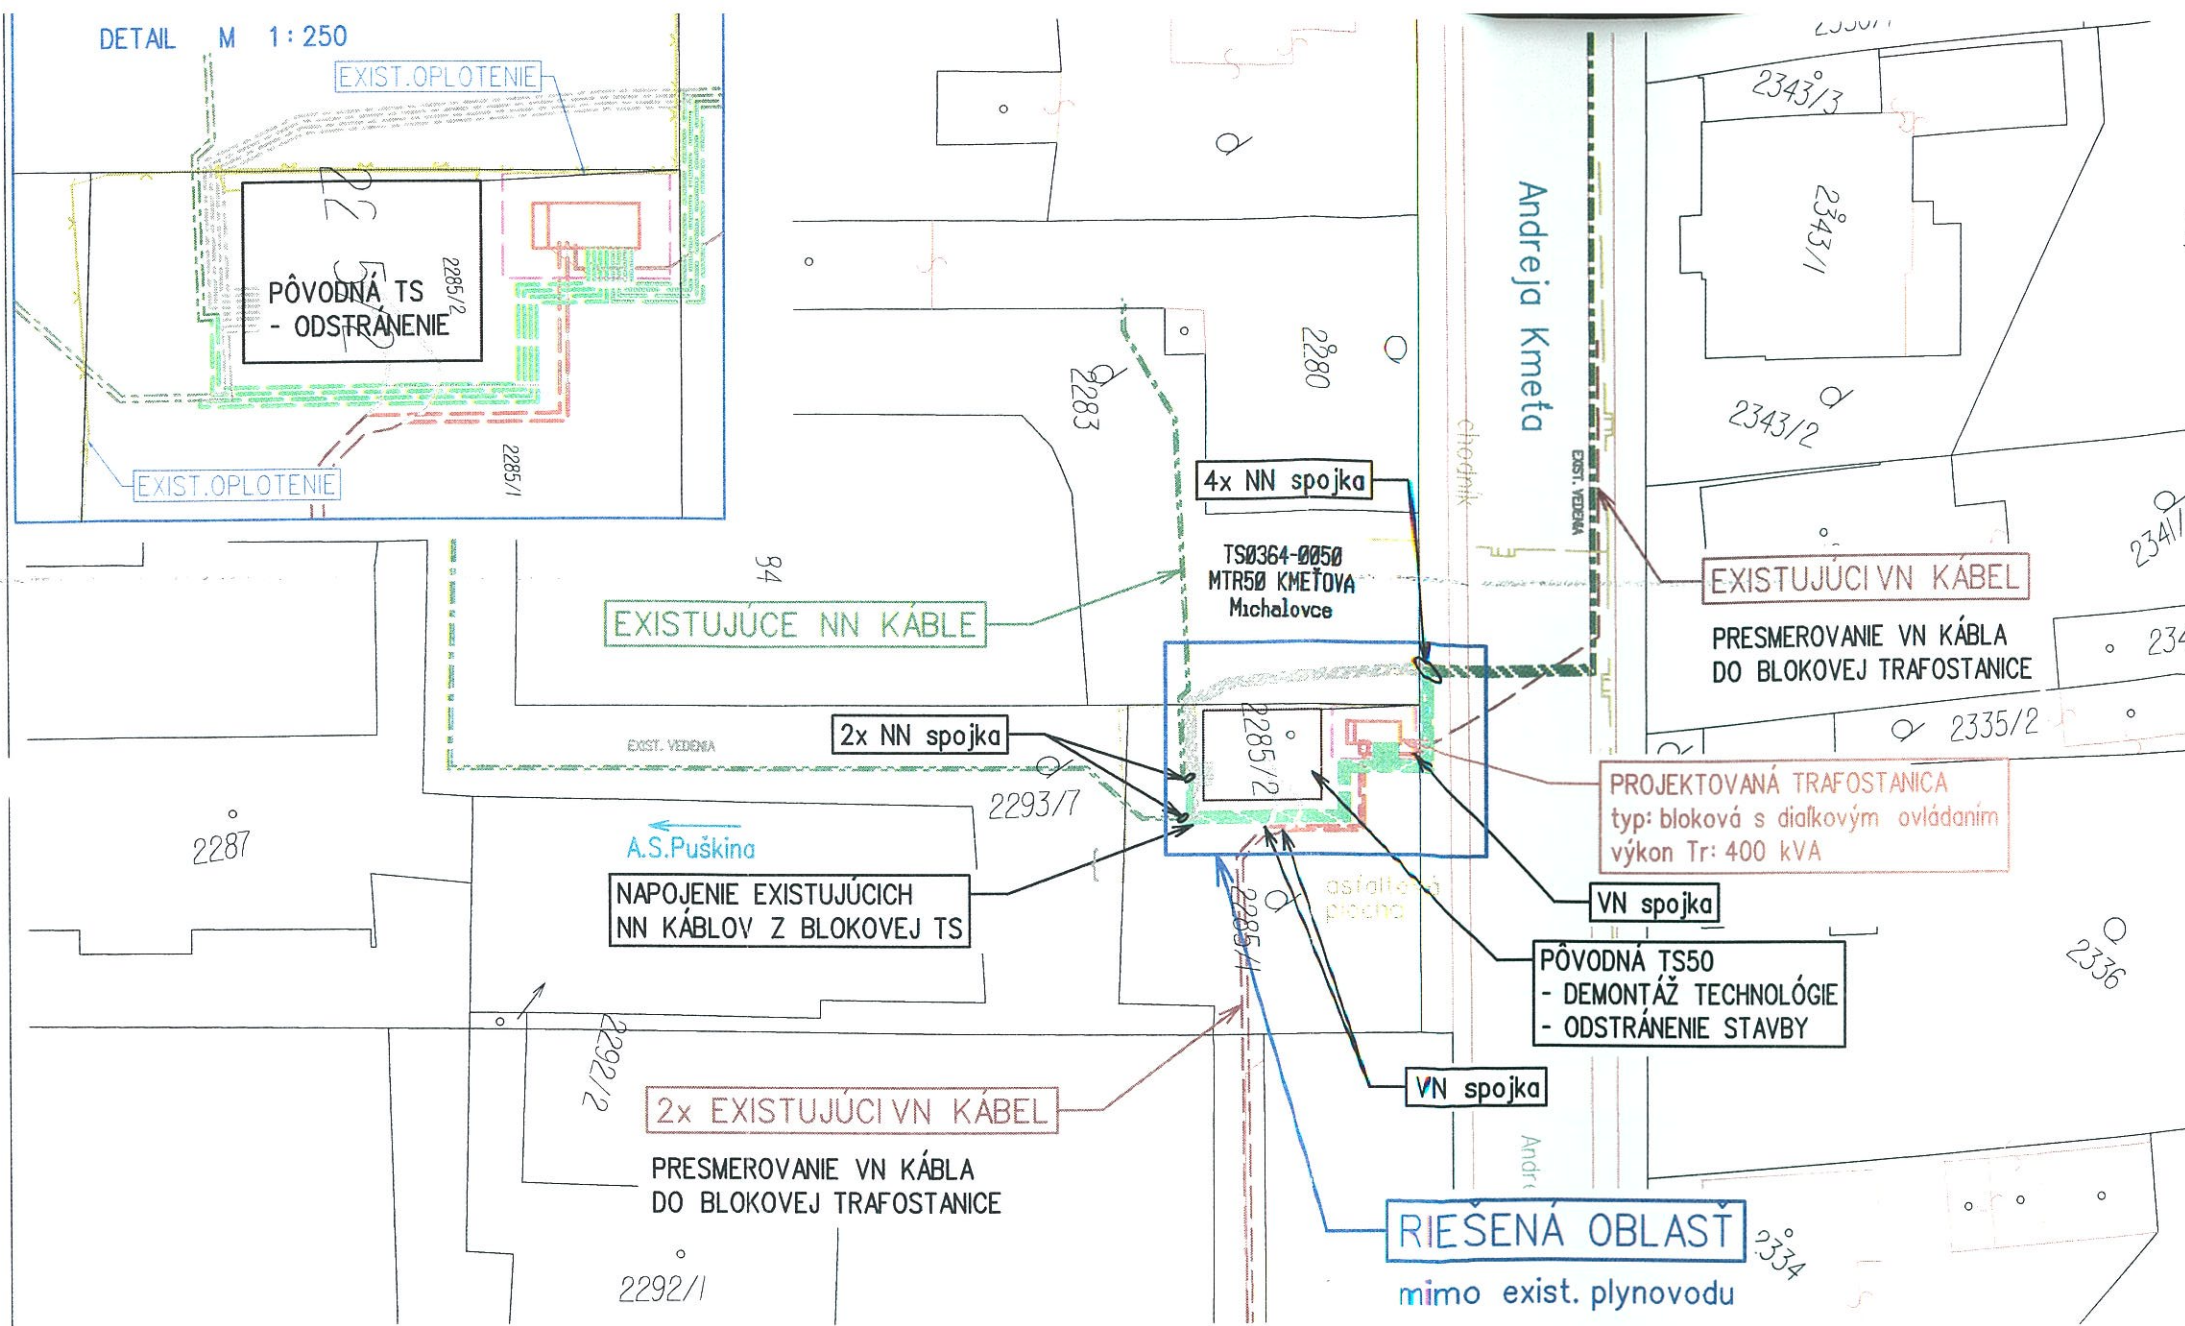 DETAIL M 1:250
EXIST.OPLOTENIE
PÔVODNÁ TS
- ODSTRÁNENIE
2285/2
2285/1
EXIST.OPLOTENIE
2343/3
2343/1
Andreja Kmeťa
2280
2283
2343/2
chodník
4x NN spojka
EXIST. VEDENIA
TS0364-0050
MTR50 KMEŤOVA
Michalovce
94
EXISTUJÚCE NN KÁBLE
EXISTUJÚCI VN KÁBEL
PRESMEROVANIE VN KÁBLA
DO BLOKOVEJ TRAFOSTANICE
2x NN spojka
EXIST. VEDENIA
2285/2
2335/2
2293/7
PROJEKTOVANÁ TRAFOSTANICA
typ: bloková s diaľkovým ovládaním
výkon Tr: 400 kVA
2287
A.S.Puškina
NAPOJENIE EXISTUJÚCICH
NN KÁBLOV Z BLOKOVEJ TS
2285/1
VN spojka
PÔVODNÁ TS50
- DEMONTÁŽ TECHNOLÓGIE
- ODSTRÁNENIE STAVBY
2336
2292/2
VN spojka
2x EXISTUJÚCI VN KÁBEL
PRESMEROVANIE VN KÁBLA
DO BLOKOVEJ TRAFOSTANICE
RIEŠENÁ OBLASŤ
mimo exist. plynovodu
2334
2292/1